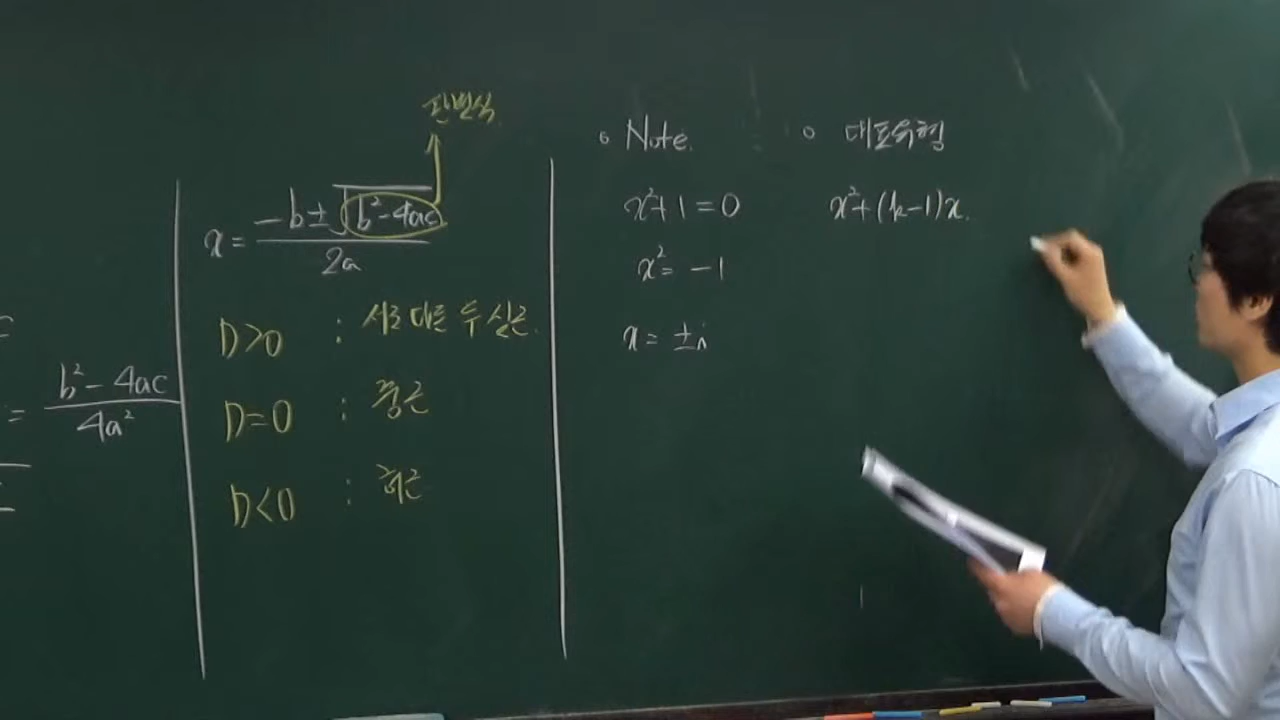 C
= b² - 4ac / 4a²
판별식
x = -b ± √b² - 4ac / 2a
D>0 : 서로 다른 두 실근.
D=0 : 중근
D<0 : 허근
Note.
x² + 1 = 0
x² = -1
x = ±i
대표유형
x² + (k-1)x.